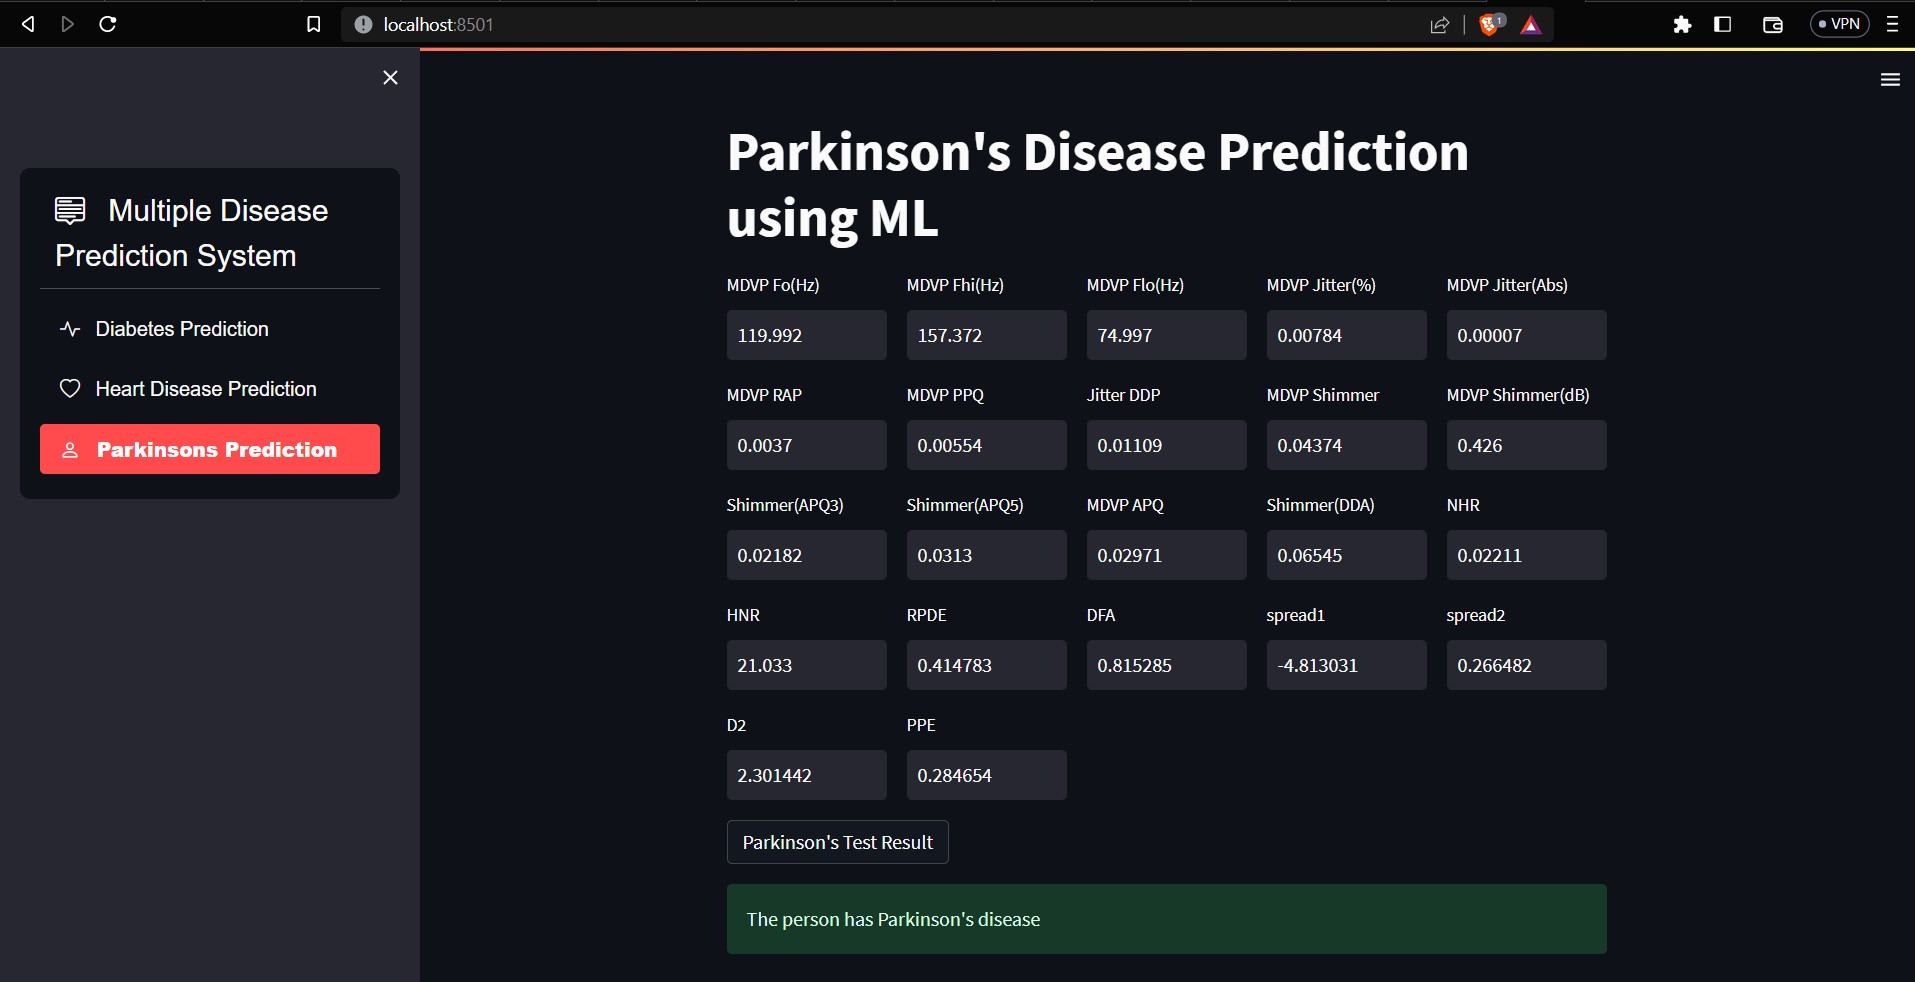 localhost:8501
1
VPN
Multiple Disease
Prediction System
Diabetes Prediction
Heart Disease Prediction
Parkinsons Prediction
Parkinson's Disease Prediction
using ML
MDVP Fo(Hz) MDVP Fhi(Hz) MDVP Flo(Hz) MDVP Jitter(%) MDVP Jitter(Abs)
119.992 157.372 74.997 0.00784 0.00007
MDVP RAP MDVP PPQ Jitter DDP MDVP Shimmer MDVP Shimmer(dB)
0.0037 0.00554 0.01109 0.04374 0.426
Shimmer(APQ3) Shimmer(APQ5) MDVP APQ Shimmer(DDA) NHR
0.02182 0.0313 0.02971 0.06545 0.02211
HNR RPDE DFA spread1 spread2
21.033 0.414783 0.815285 -4.813031 0.266482
D2 PPE
2.301442 0.284654
Parkinson's Test Result
The person has Parkinson's disease